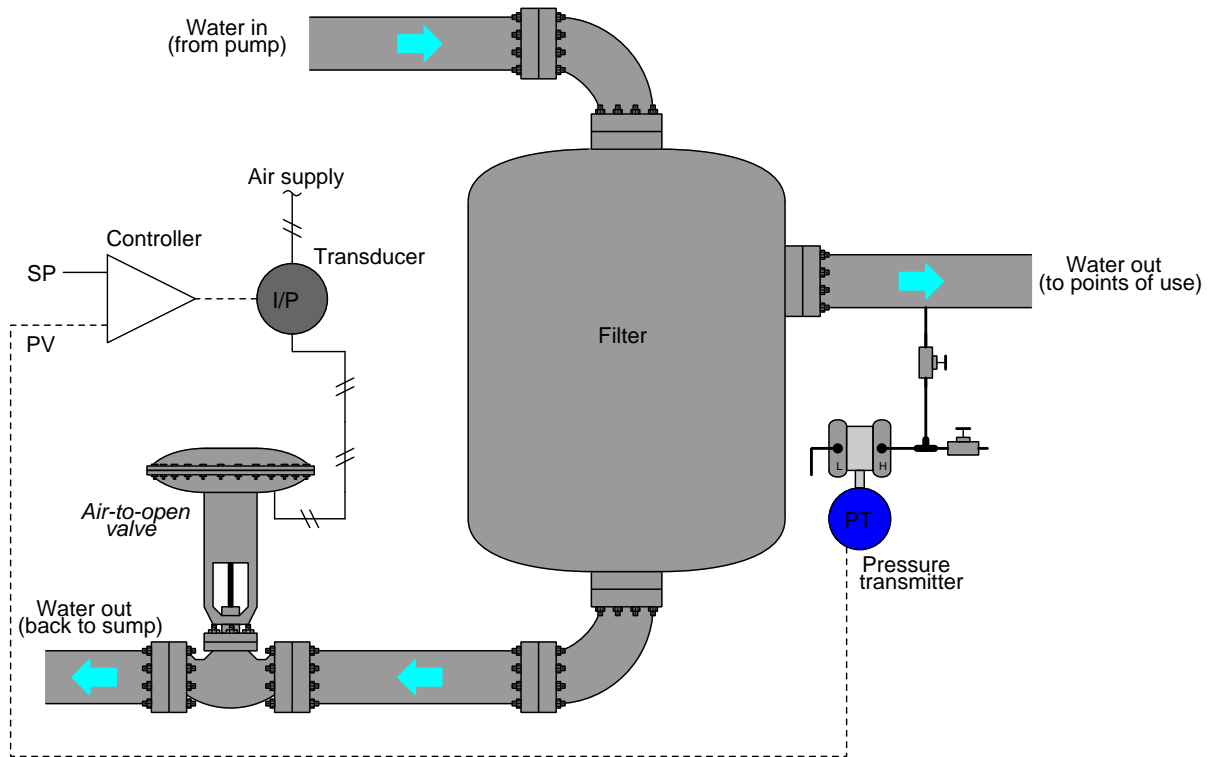 Water in
(from pump)
Air supply
Controller
Transducer
SP
I/P
PV
Water out
(to points of use)
Filter
L
H
Air-to-open
valve
PT
Pressure
transmitter
Water out
(back to sump)